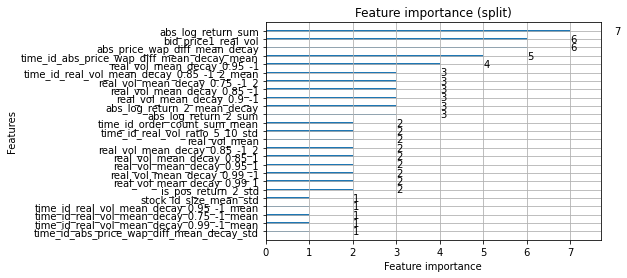 Feature importance (split)
abs_log_return_sum 7
bid_price1_real_vol 6
abs_price_wap_diff_mean_decay 6
time_id_abs_price_wap_diff_mean_decay_mean 5
real_vol_mean_decay_0.95_-1 4
time_id_real_vol_mean_decay_0.85_-1_2_mean 3
real_vol_mean_decay_0.75_-1_2 3
real_vol_mean_decay_0.85_-1 3
real_vol_mean_decay_0.9_-1 3
abs_log_return_2_mean_decay 3
abs_log_return_2_sum 3
time_id_order_count_sum_mean 2
time_id_real_vol_ratio_5_10_std 2
real_vol_mean 2
real_vol_mean_decay_0.85_-1_2 2
real_vol_mean_decay_0.85_1 2
real_vol_mean_decay_0.95_1 2
real_vol_mean_decay_0.99_-1 2
real_vol_mean_decay_0.99_1 2
is_pos_return_2_std 2
stock_id_size_mean_std 1
time_id_real_vol_mean_decay_0.95_-1_mean 1
time_id_real_vol_mean_decay_0.75_-1_mean 1
time_id_real_vol_mean_decay_0.99_-1_mean 1
time_id_abs_price_wap_diff_mean_decay_std 1
Features
0 1 2 3 4 5 6 7
Feature importance